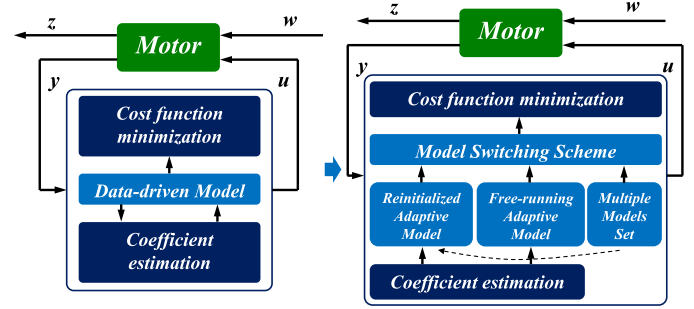 z
w
Motor
y
u
Cost function
minimization
Data-driven Model
Coefficient
estimation
z
w
Motor
y
u
Cost function minimization
Model Switching Scheme
Reinitialized
Adaptive
Model
Free-running
Adaptive
Model
Multiple
Models
Set
Coefficient estimation